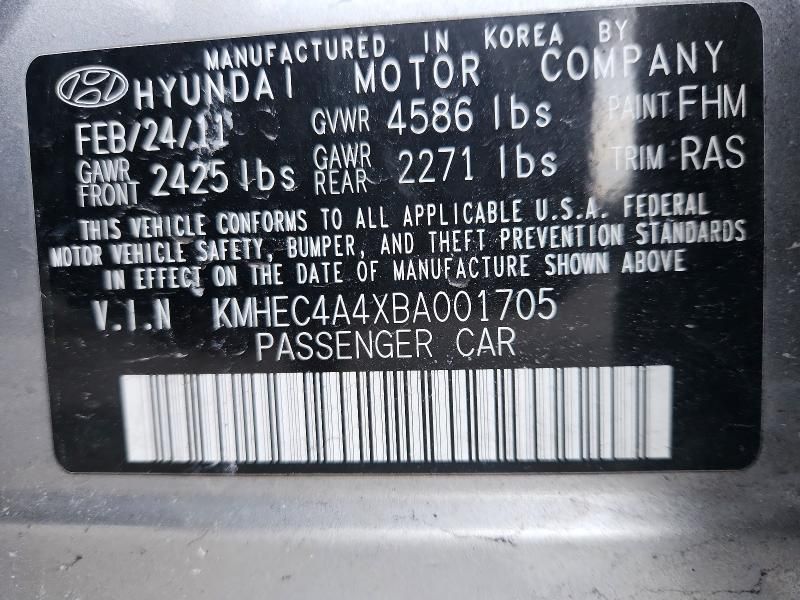 MANUFACTURED IN KOREA BY
HYUNDAI MOTOR COMPANY
FEB/24/11 GVWR 4586 lbs PAINT FHM
GAWR FRONT 2425 lbs GAWR REAR 2271 lbs TRIM RAS
THIS VEHICLE CONFORMS TO ALL APPLICABLE U.S.A. FEDERAL
MOTOR VEHICLE SAFETY, BUMPER, AND THEFT PREVENTION STANDARDS
IN EFFECT ON THE DATE OF MANUFACTURE SHOWN ABOVE
V.I.N KMHEC4A4XBA001705
PASSENGER CAR